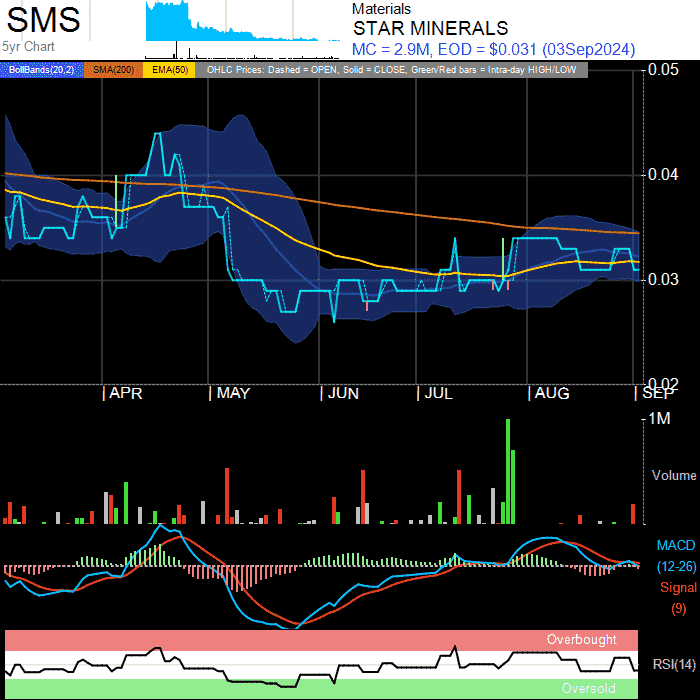 SMS
5yr Chart
Materials
STAR MINERALS
MC = 2.9M, EOD = $0.031 (03Sep2024)
BollBands(20,2) SMA(200) EMA(50) OHLC Prices: Dashed = OPEN, Solid = CLOSE, Green/Red bars = Intra-day HIGH/LOW
0.05
0.04
0.03
0.02
APR MAY JUN JUL AUG SEP
1M
Volume
MACD
(12-26)
Signal
(9)
Overbought
RSI(14)
Oversold